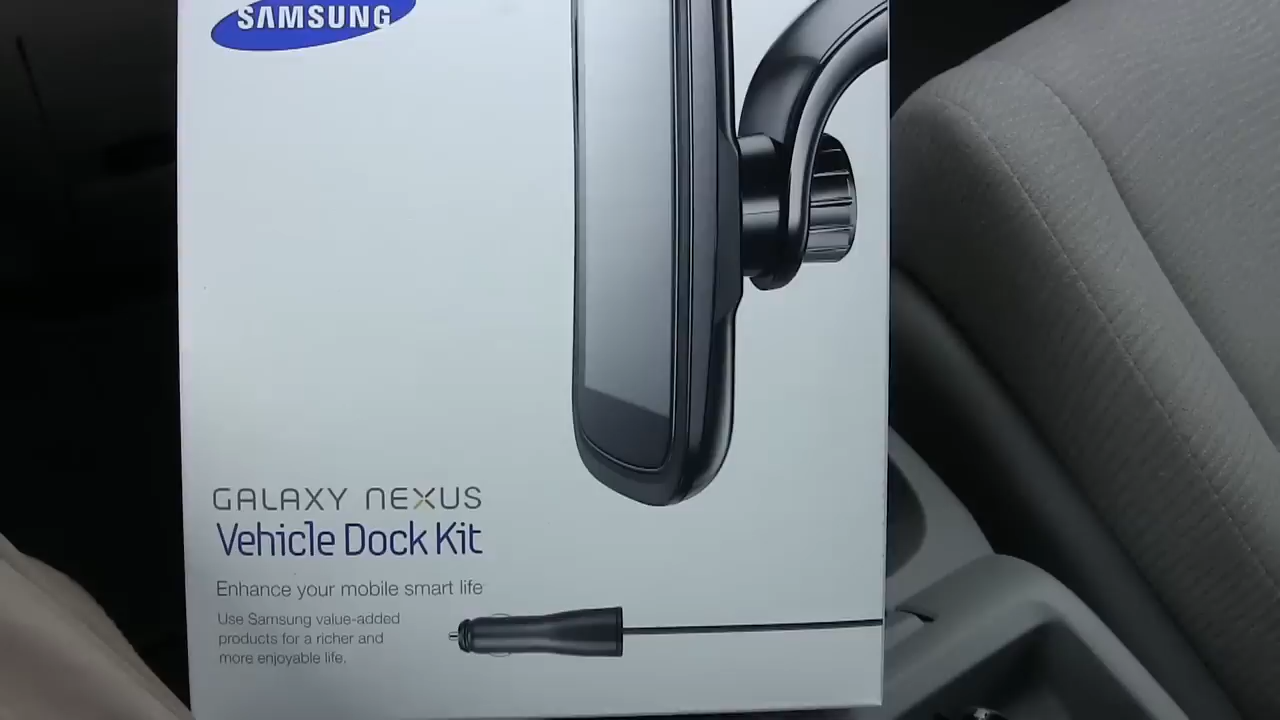 SAMSUNG
GALAXY NEXUS
Vehicle Dock Kit
Enhance your mobile smart life
Use Samsung value-added
products for a richer and
more enjoyable life.